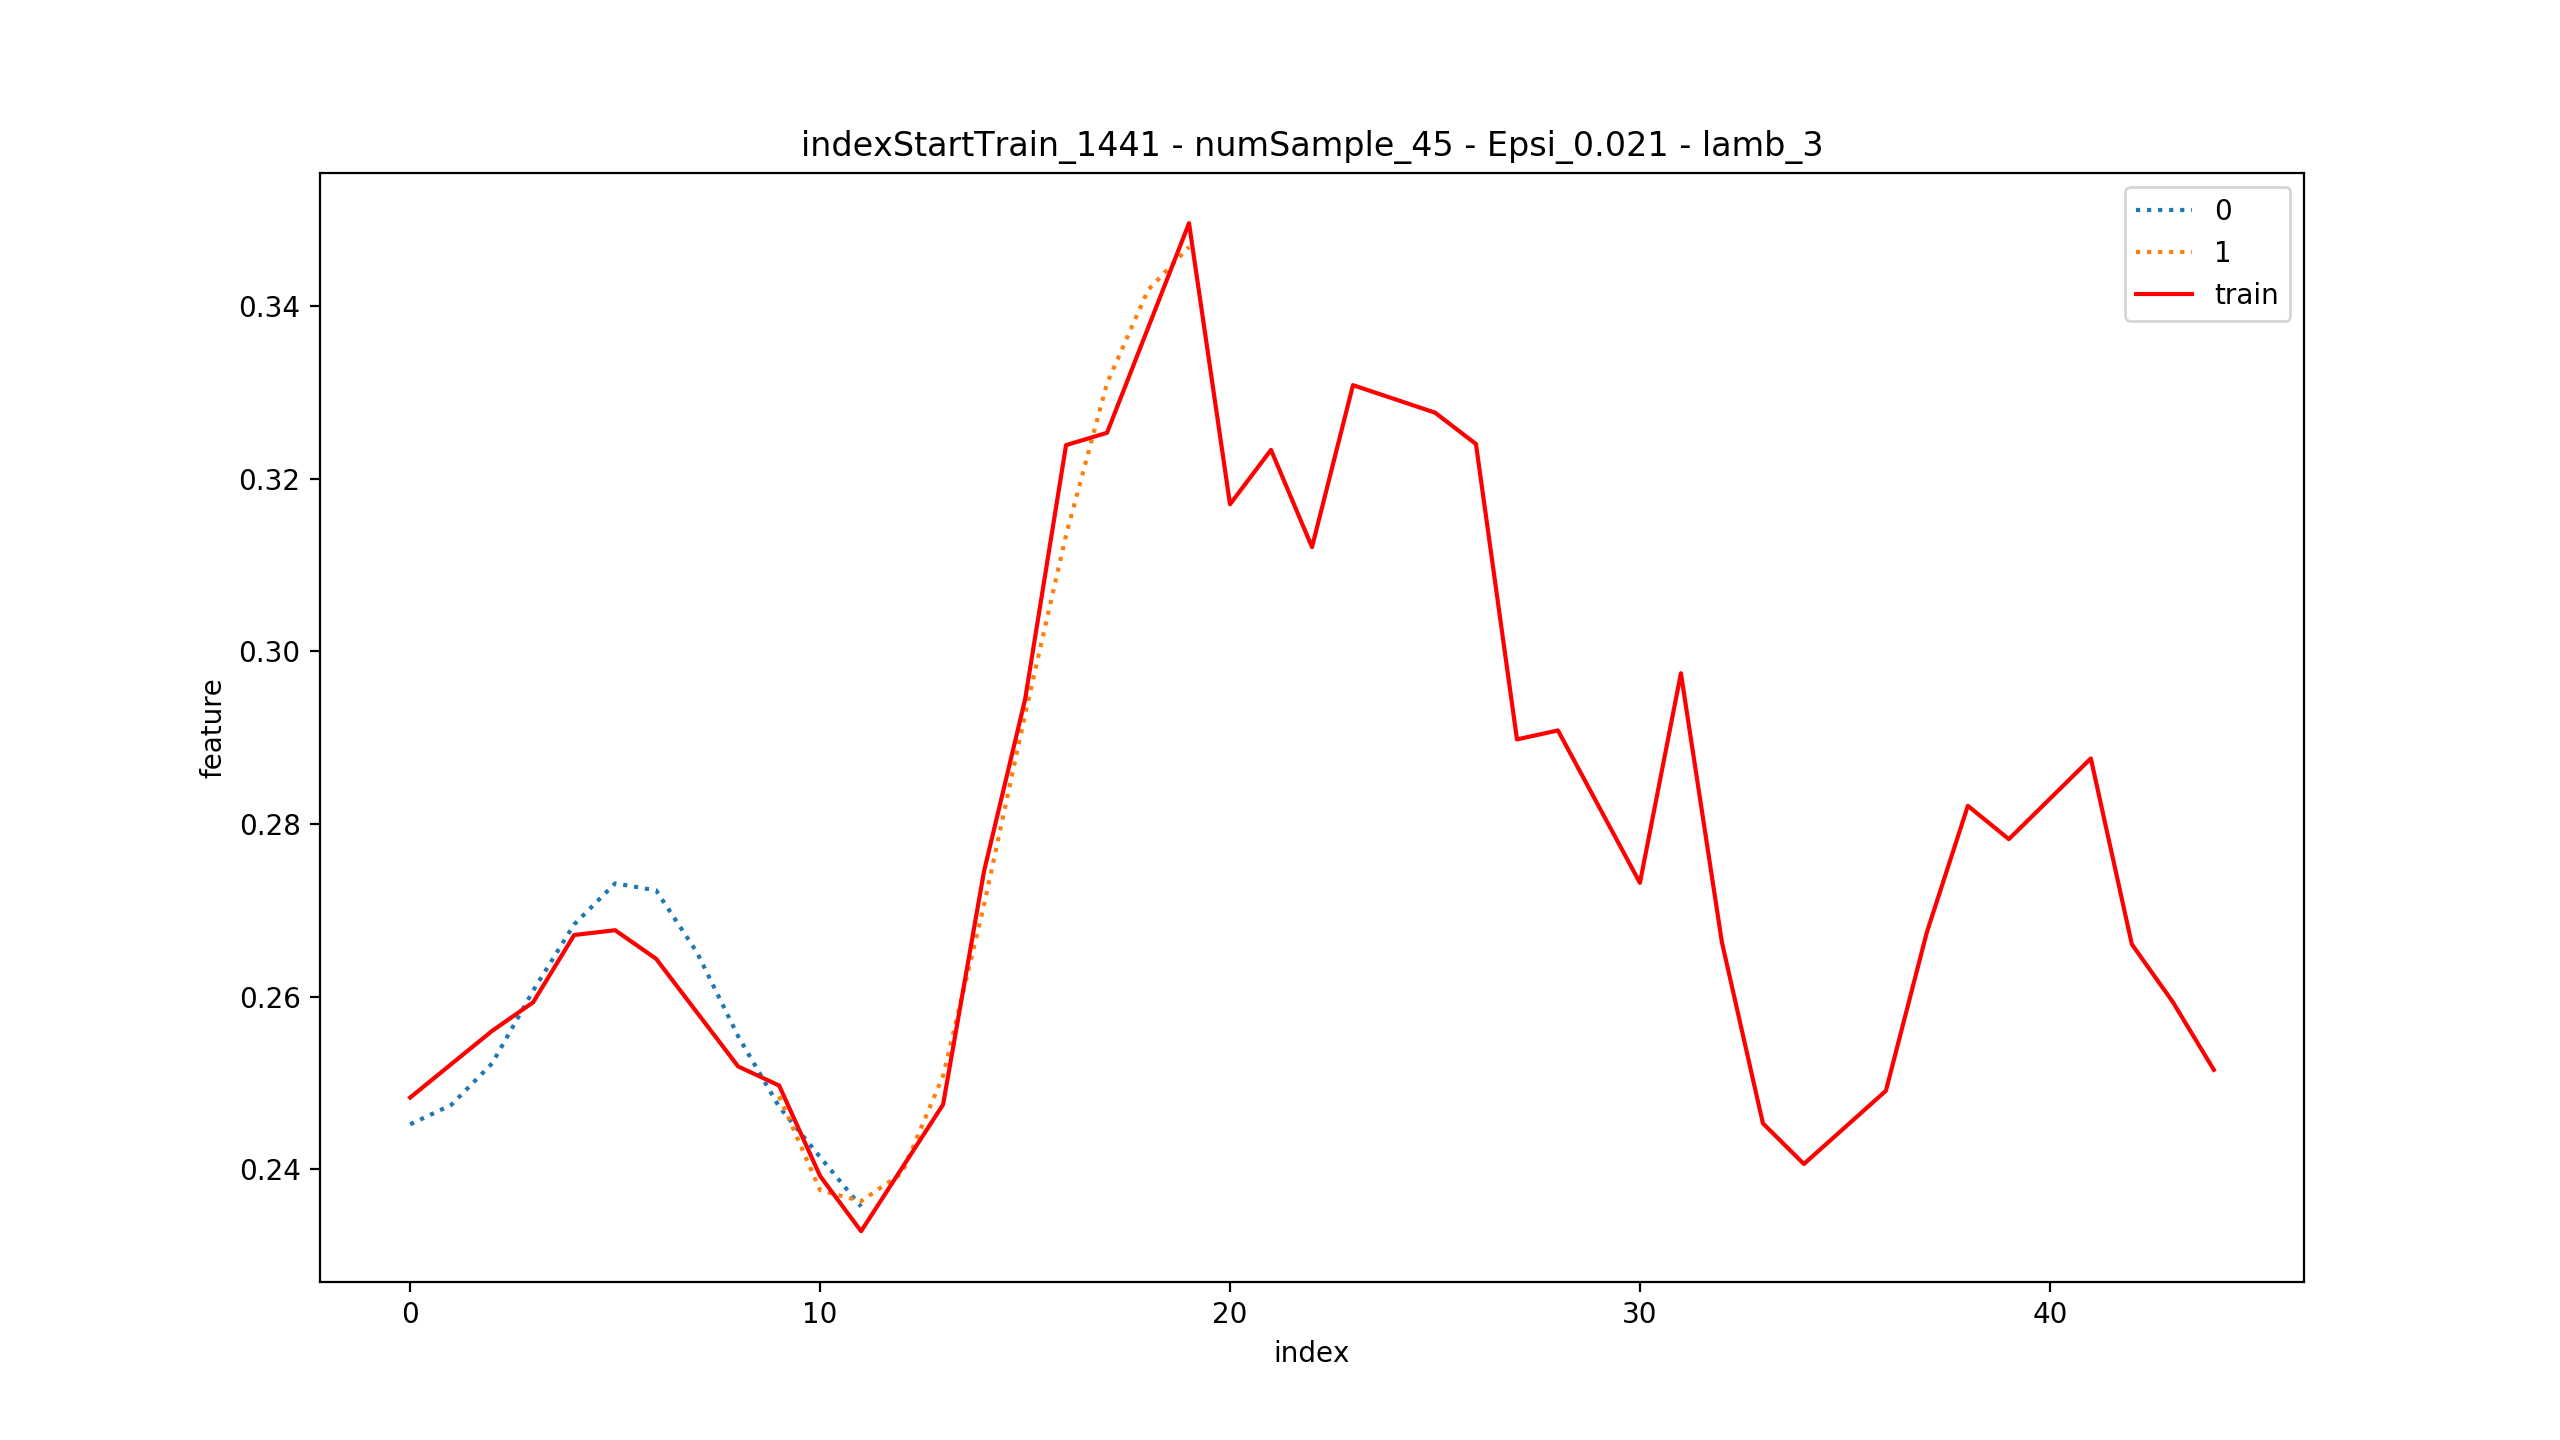 indexStartTrain_1441 - numSample_45 - Epsi_0.021 - lamb_3
0
1
train
0.34
0.32
0.30
0.28
0.26
0.24
feature
0 10 20 30 40
index